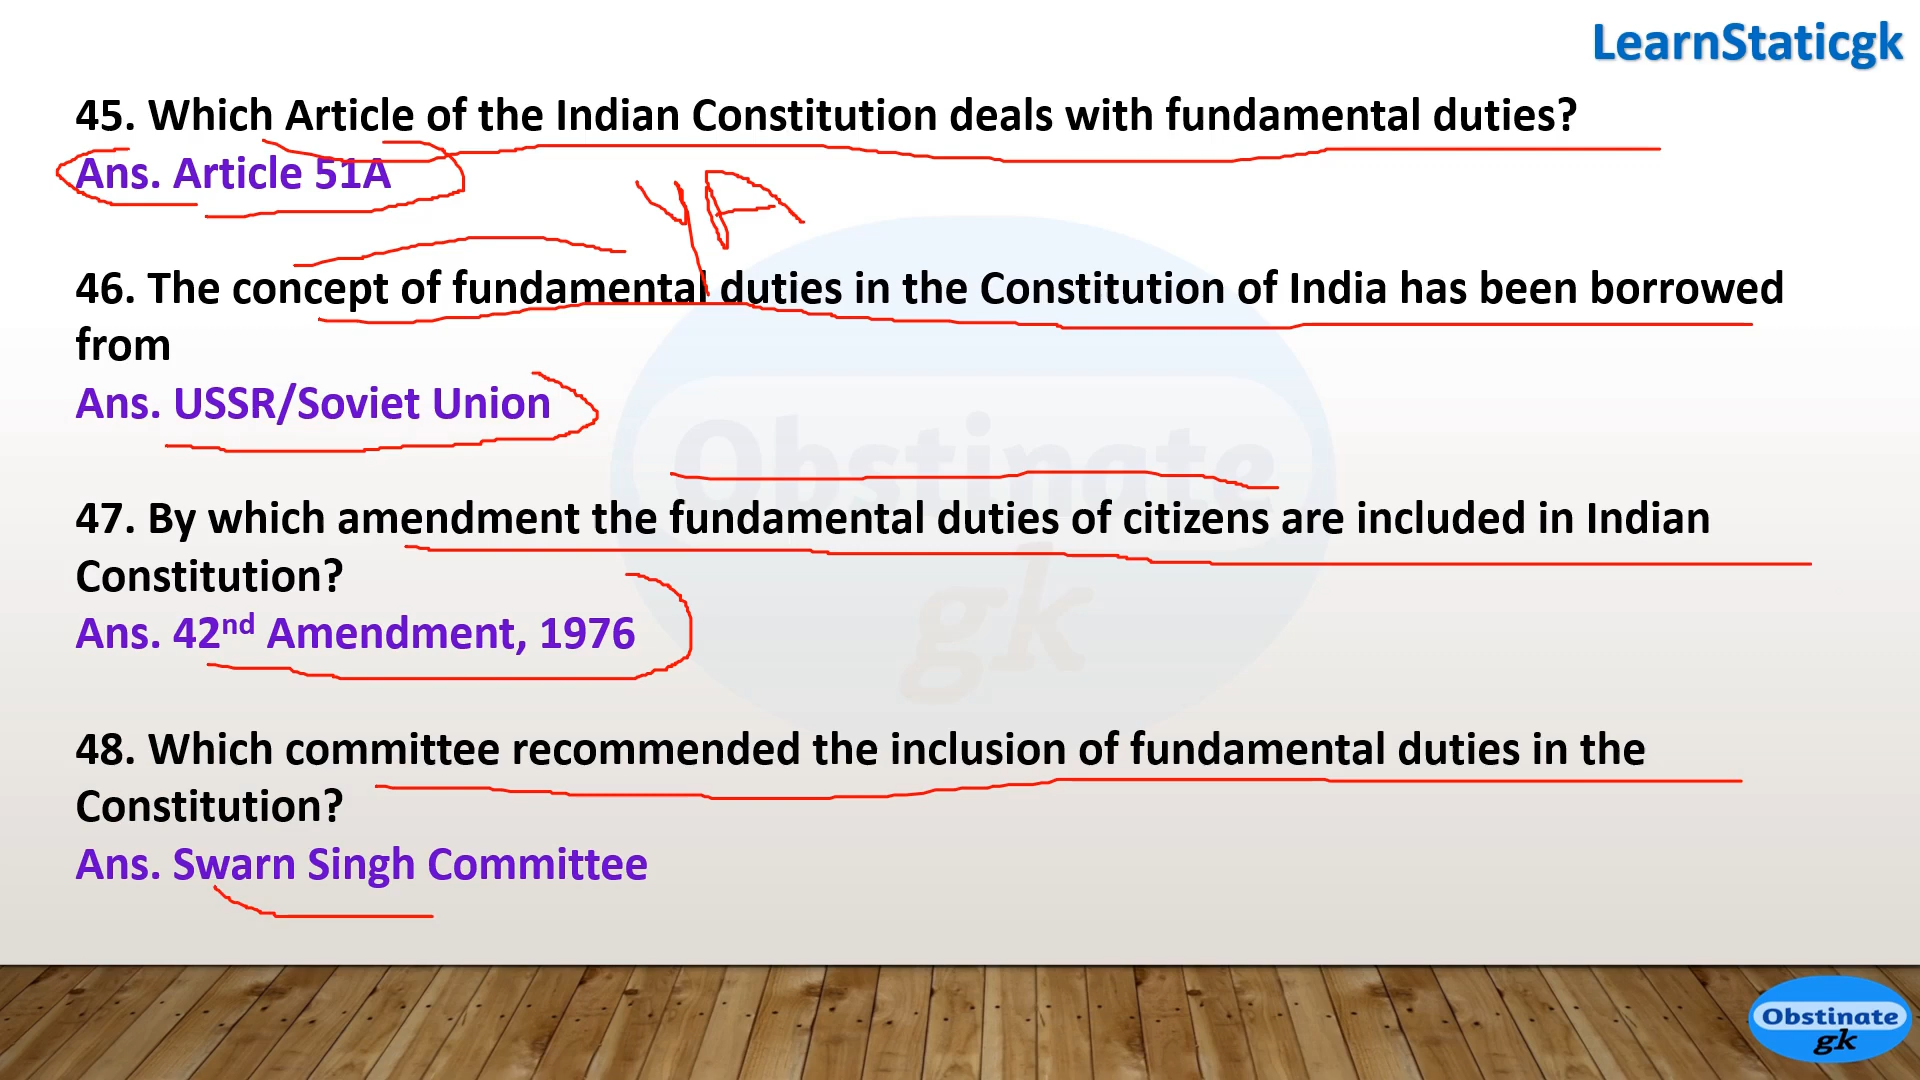 LearnStaticgk
45. Which Article of the Indian Constitution deals with fundamental duties?
Ans. Article 51A
46. The concept of fundamental duties in the Constitution of India has been borrowed
from
Ans. USSR/Soviet Union
47. By which amendment the fundamental duties of citizens are included in Indian
Constitution?
Ans. 42nd Amendment, 1976
48. Which committee recommended the inclusion of fundamental duties in the
Constitution?
Ans. Swarn Singh Committee
Obstinate
gk
Obstinate
gk